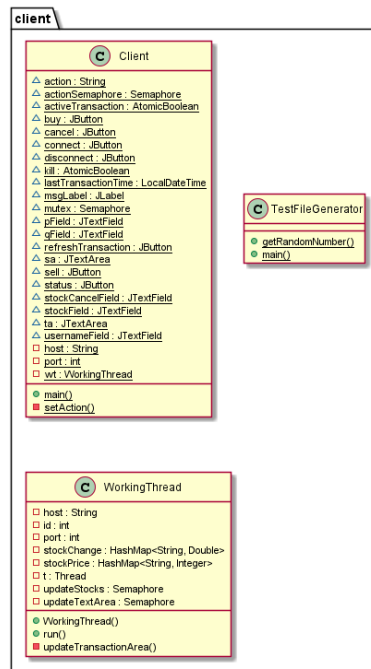 client
C Client
action : String
actionSemaphore : Semaphore
activeTransaction : AtomicBoolean
buy : JButton
cancel : JButton
connect : JButton
disconnect : JButton
kill : AtomicBoolean
lastTransactionTime : LocalDateTime
msgLabel : JLabel
mutex : Semaphore
pField : JTextField
qField : JTextField
refreshTransaction : JButton
sa : JTextArea
sell : JButton
status : JButton
stockCancelField : JTextField
stockField : JTextField
ta : JTextArea
usernameField : JTextField
host : String
port : int
wt : WorkingThread
main()
setAction()
C TestFileGenerator
getRandomNumber()
main()
C WorkingThread
host : String
id : int
port : int
stockChange : HashMap<String, Double>
stockPrice : HashMap<String, Integer>
t : Thread
updateStocks : Semaphore
updateTextArea : Semaphore
WorkingThread()
run()
updateTransactionArea()